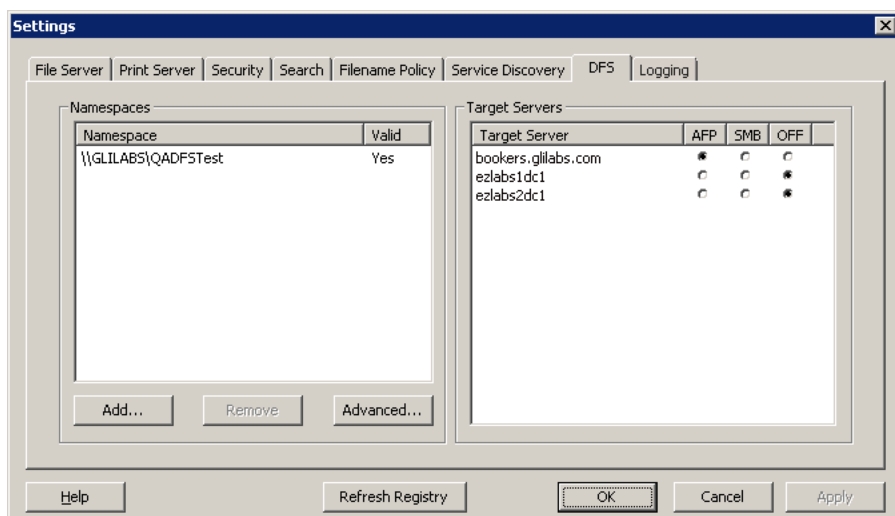 Settings
File Server Print Server Security Search Filename Policy Service Discovery DFS Logging
Namespaces
Namespace Valid
\\GLILABS\QADFSTest Yes
Add... Remove Advanced...
Target Servers
Target Server AFP SMB OFF
bookers.glilabs.com
ezlabs1dc1
ezlabs2dc1
Help Refresh Registry OK Cancel Apply